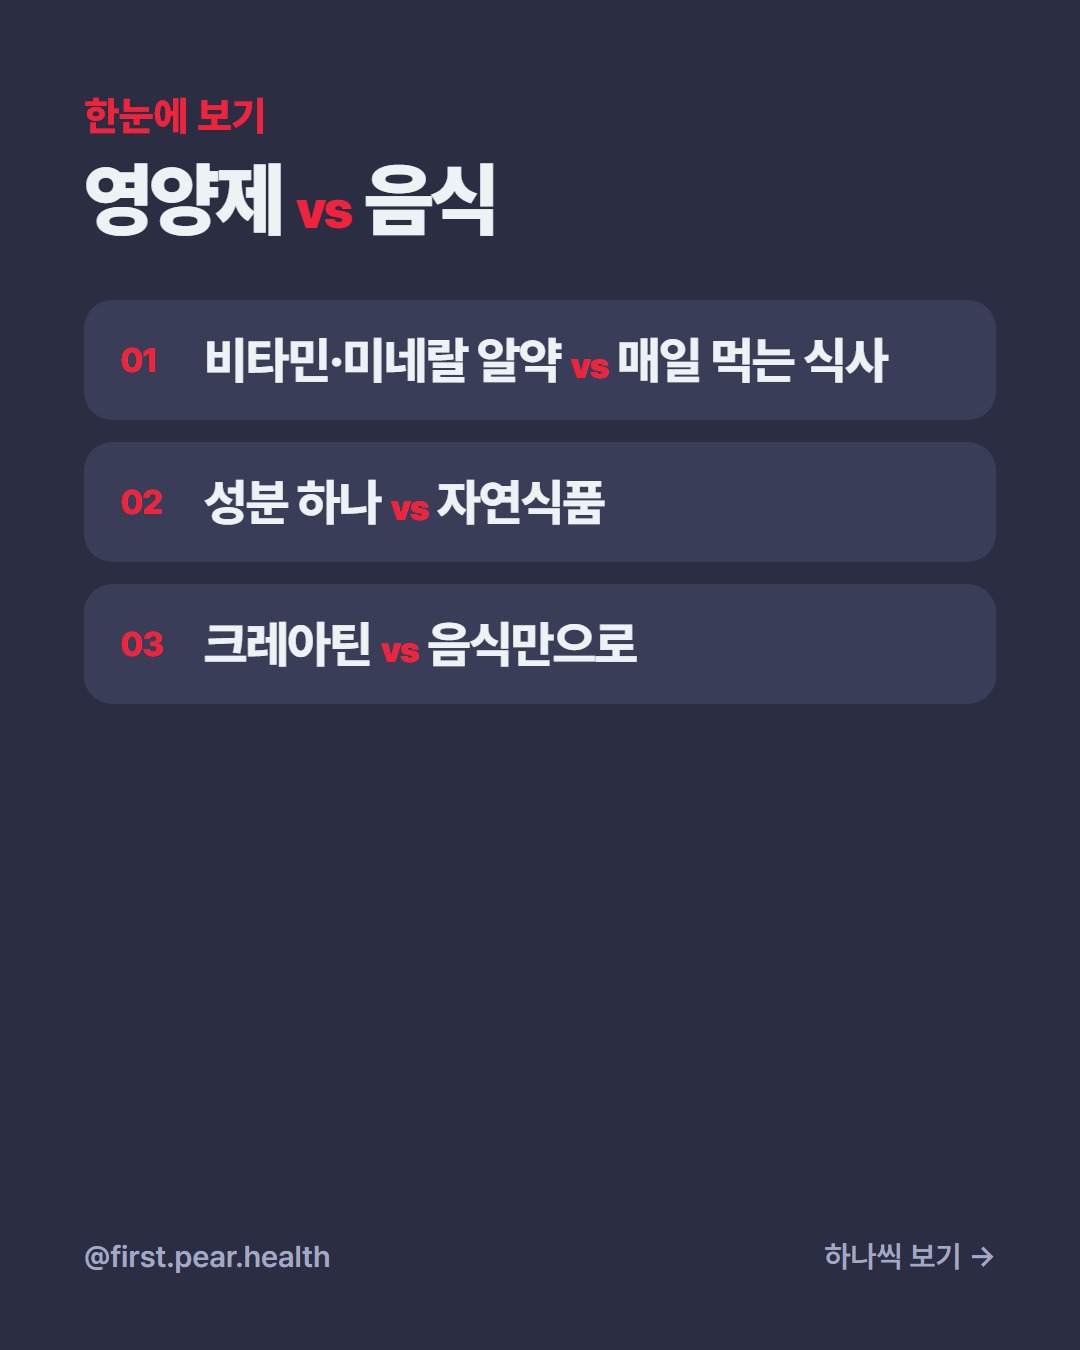 한눈에 보기
영양제 vs 음식
01 비타민·미네랄 알약 vs 매일 먹는 식사
02 성분 하나 vs 자연식품
03 크레아틴 vs 음식만으로
@first.pear.health
하나씩 보기 →